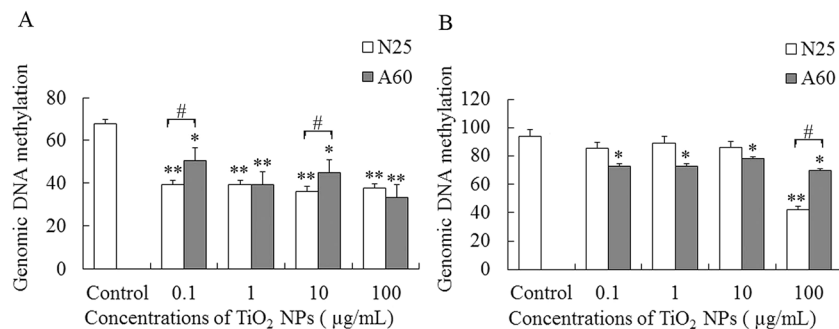 A
N25
A60
Genomic DNA methylation
80
60
40
20
0
#
#
** * ** ** ** * ** **
Control 0.1 1 10 100
Concentrations of TiO2 NPs ( µg/mL)
B
N25
A60
Genomic DNA methylation
120
100
80
60
40
20
0
#
* * * ** *
Control 0.1 1 10 100
Concentrations of TiO2 NPs ( µg/mL)